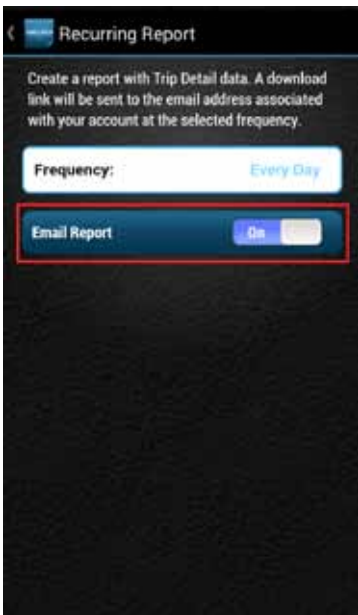 Recurring Report
Create a report with Trip Detail data. A download
link will be sent to the email address associated
with your account at the selected frequency.
Frequency: Every Day
Email Report On